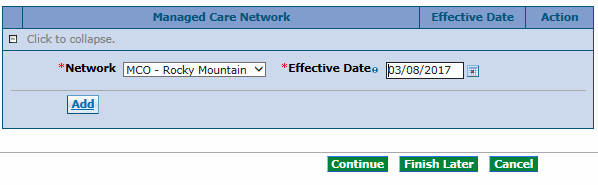 Managed Care Network Effective Date Action
Click to collapse.
*Network MCO - Rocky Mountain *Effective Date 03/08/2017
Add
Continue Finish Later Cancel